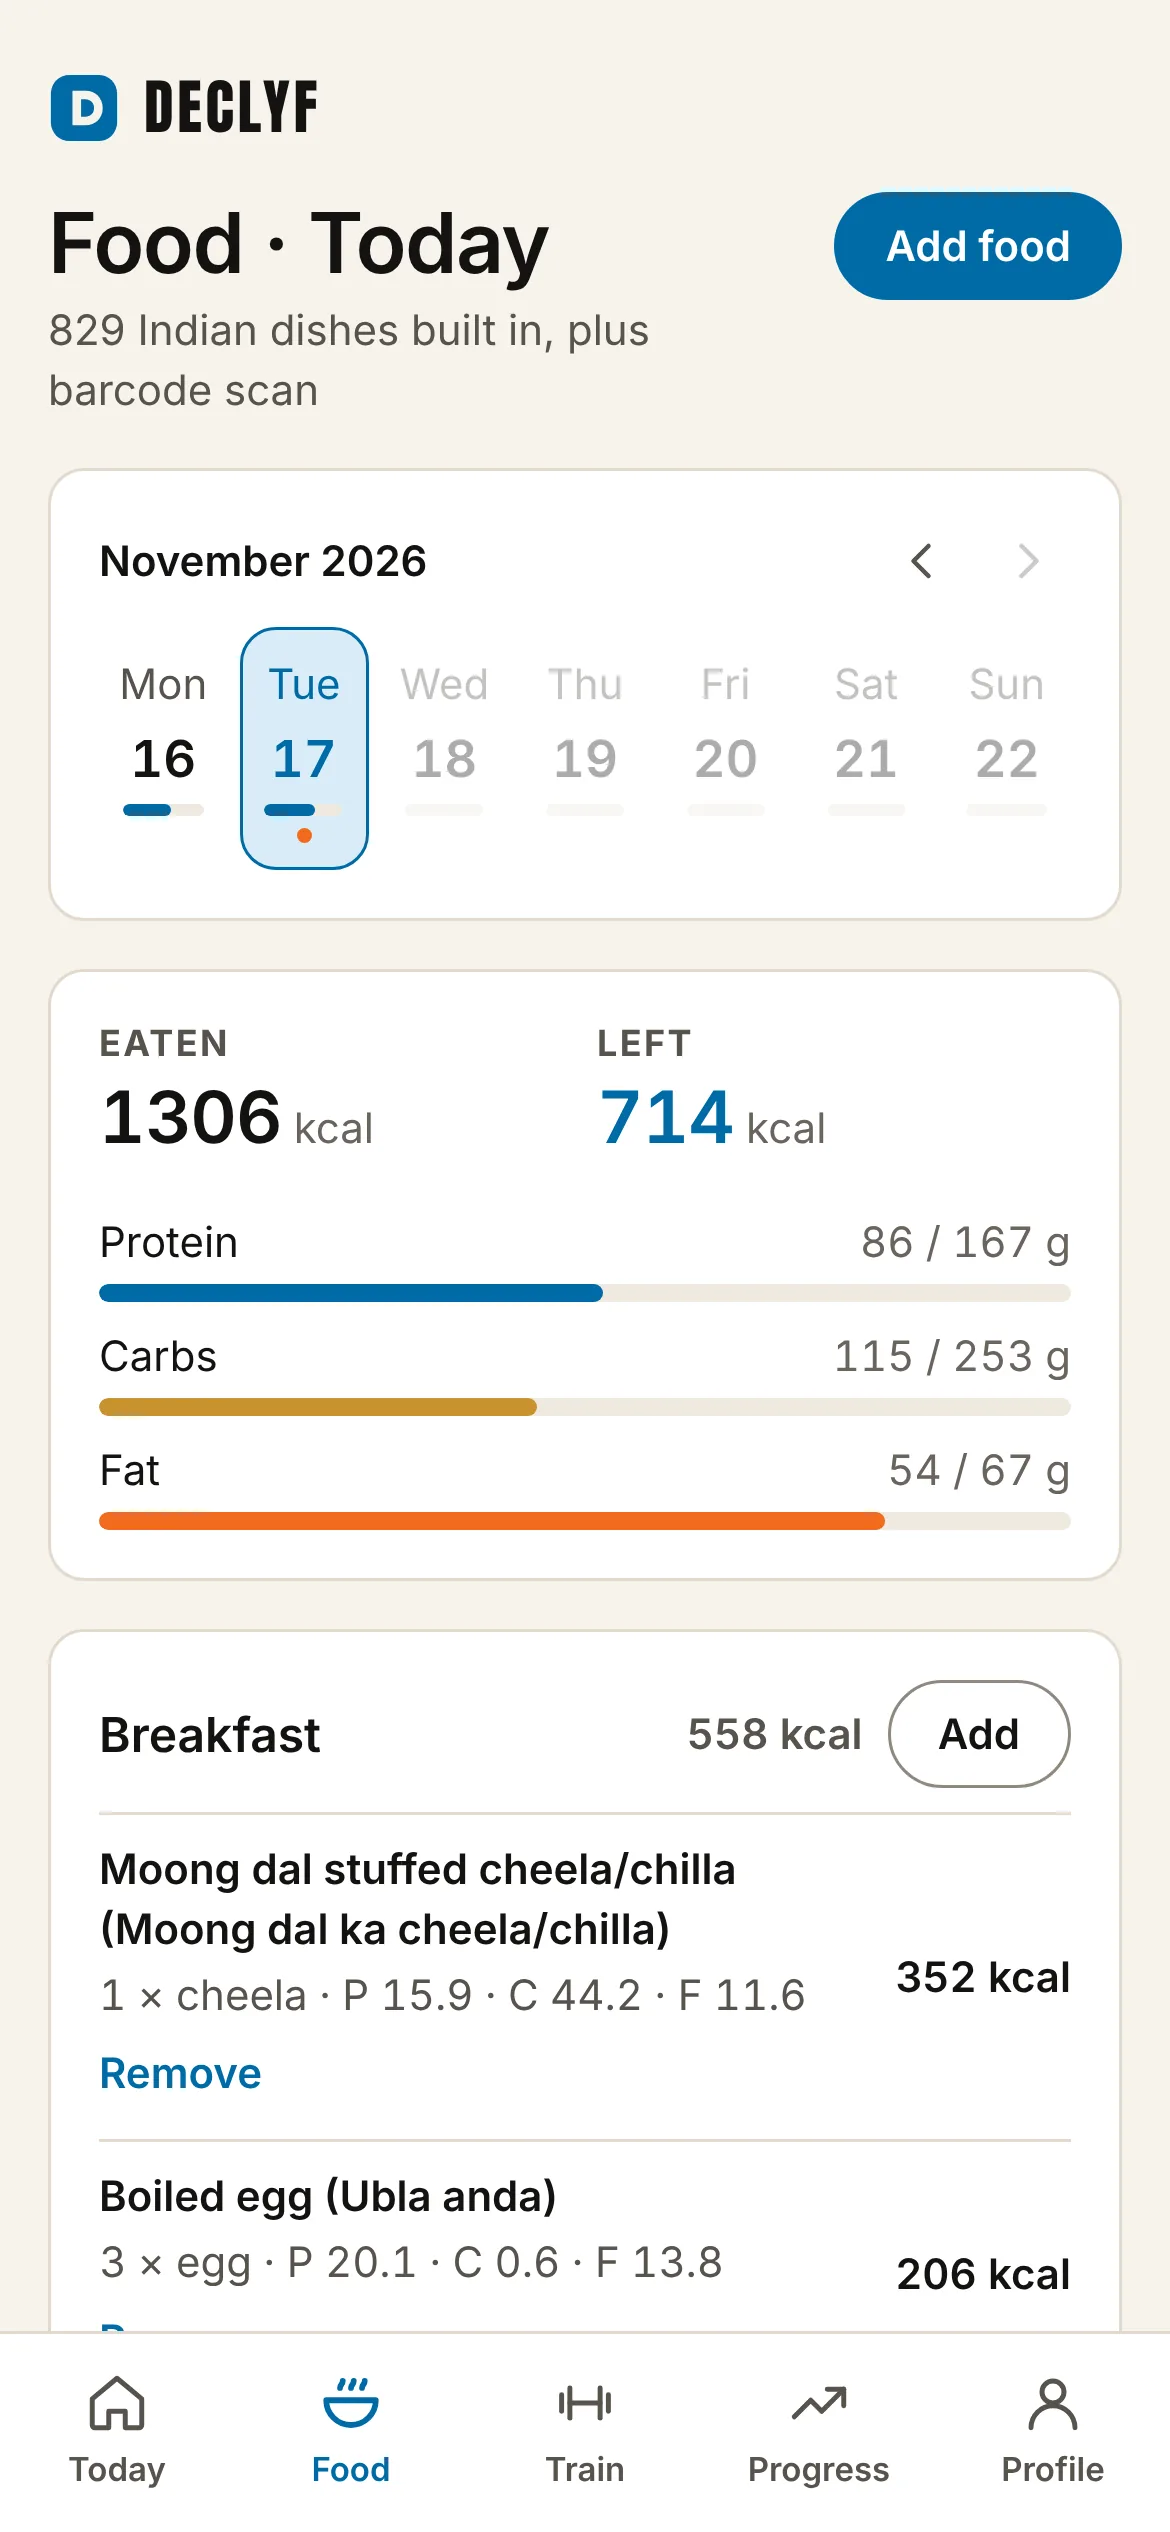 D DECLYF
Food · Today
Add food
829 Indian dishes built in, plus
barcode scan
November 2026
Mon Tue Wed Thu Fri Sat Sun
16 17 18 19 20 21 22
EATEN LEFT
1306 kcal 714 kcal
Protein 86 / 167 g
Carbs 115 / 253 g
Fat 54 / 67 g
Breakfast 558 kcal Add
Moong dal stuffed cheela/chilla
(Moong dal ka cheela/chilla)
1 × cheela · P 15.9 · C 44.2 · F 11.6
352 kcal
Remove
Boiled egg (Ubla anda)
3 × egg · P 20.1 · C 0.6 · F 13.8
206 kcal
Today Food Train Progress Profile